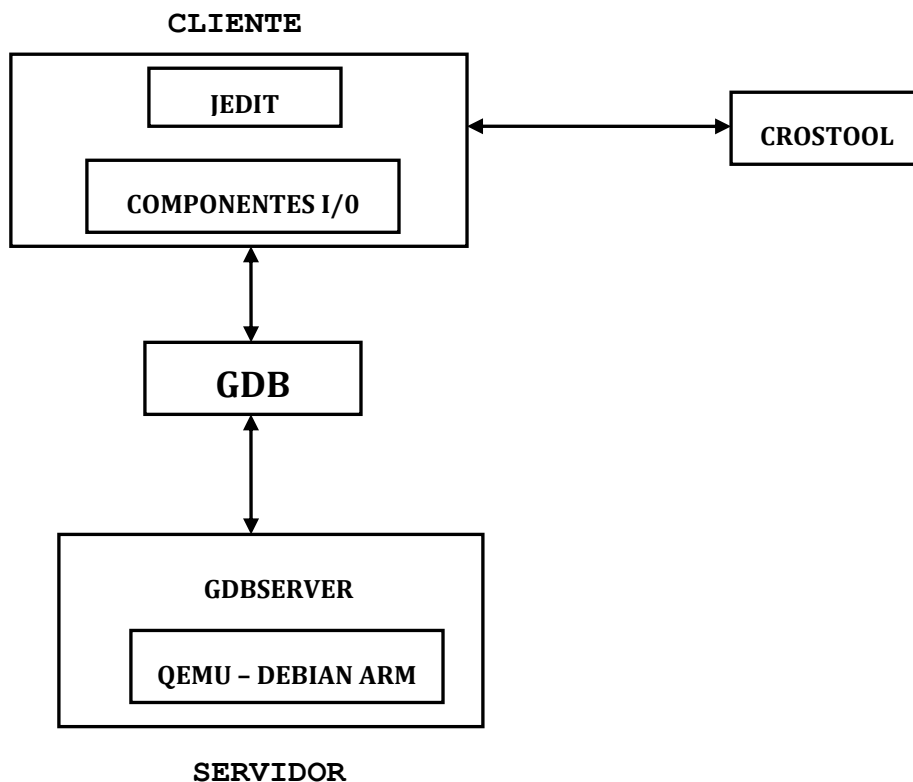 CLIENTE
JEDIT
CROSTOOL
COMPONENTES I/0
GDB
GDBSERVER
QEMU – DEBIAN ARM
SERVIDOR